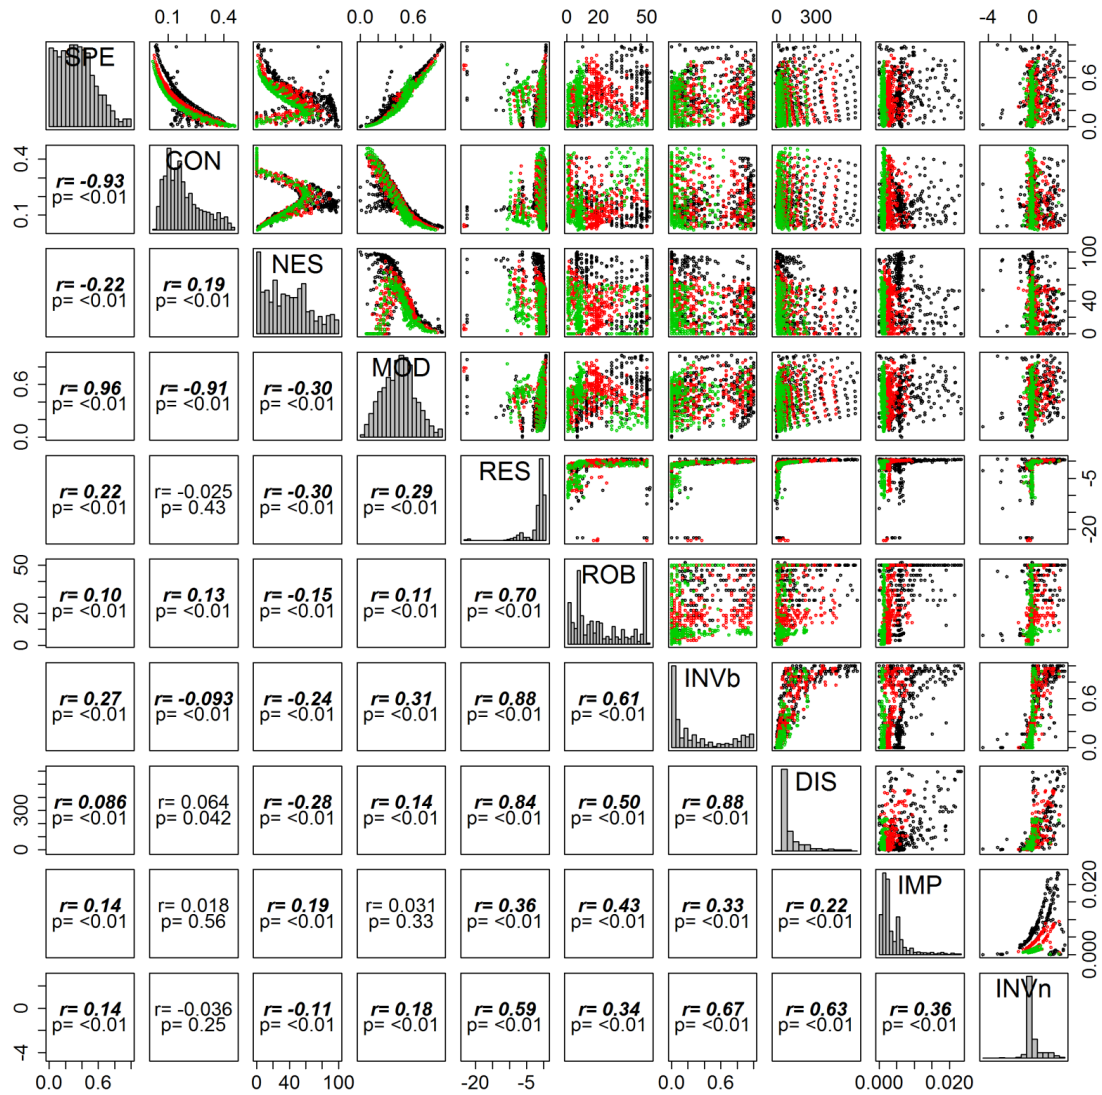 0.1 0.4 0.0 0.6 0 20 50 0 300 -4 0
SPE
0.0 0.6
0.1 0.4
r= -0.93
p= <0.01
CON
r= -0.22
p= <0.01
r= 0.19
p= <0.01
NES
0 40 100
0.0 0.6
r= 0.96
p= <0.01
r= -0.91
p= <0.01
r= -0.30
p= <0.01
MOD
r= 0.22
p= <0.01
r= -0.025
p= 0.43
r= -0.30
p= <0.01
r= 0.29
p= <0.01
RES
-20 -5
0 20 50
r= 0.10
p= <0.01
r= 0.13
p= <0.01
r= -0.15
p= <0.01
r= 0.11
p= <0.01
r= 0.70
p= <0.01
ROB
r= 0.27
p= <0.01
r= -0.093
p= <0.01
r= -0.24
p= <0.01
r= 0.31
p= <0.01
r= 0.88
p= <0.01
r= 0.61
p= <0.01
INVb
0.0 0.6
0 300
r= 0.086
p= <0.01
r= 0.064
p= 0.042
r= -0.28
p= <0.01
r= 0.14
p= <0.01
r= 0.84
p= <0.01
r= 0.50
p= <0.01
r= 0.88
p= <0.01
DIS
r= 0.14
p= <0.01
r= 0.018
p= 0.56
r= 0.19
p= <0.01
r= 0.031
p= 0.33
r= 0.36
p= <0.01
r= 0.43
p= <0.01
r= 0.33
p= <0.01
r= 0.22
p= <0.01
IMP
0.000 0.020
-4 0
r= 0.14
p= <0.01
r= -0.036
p= 0.25
r= -0.11
p= <0.01
r= 0.18
p= <0.01
r= 0.59
p= <0.01
r= 0.34
p= <0.01
r= 0.67
p= <0.01
r= 0.63
p= <0.01
r= 0.36
p= <0.01
INVn
0.0 0.6 0 40 100 -20 -5 0.0 0.6 0.000 0.020